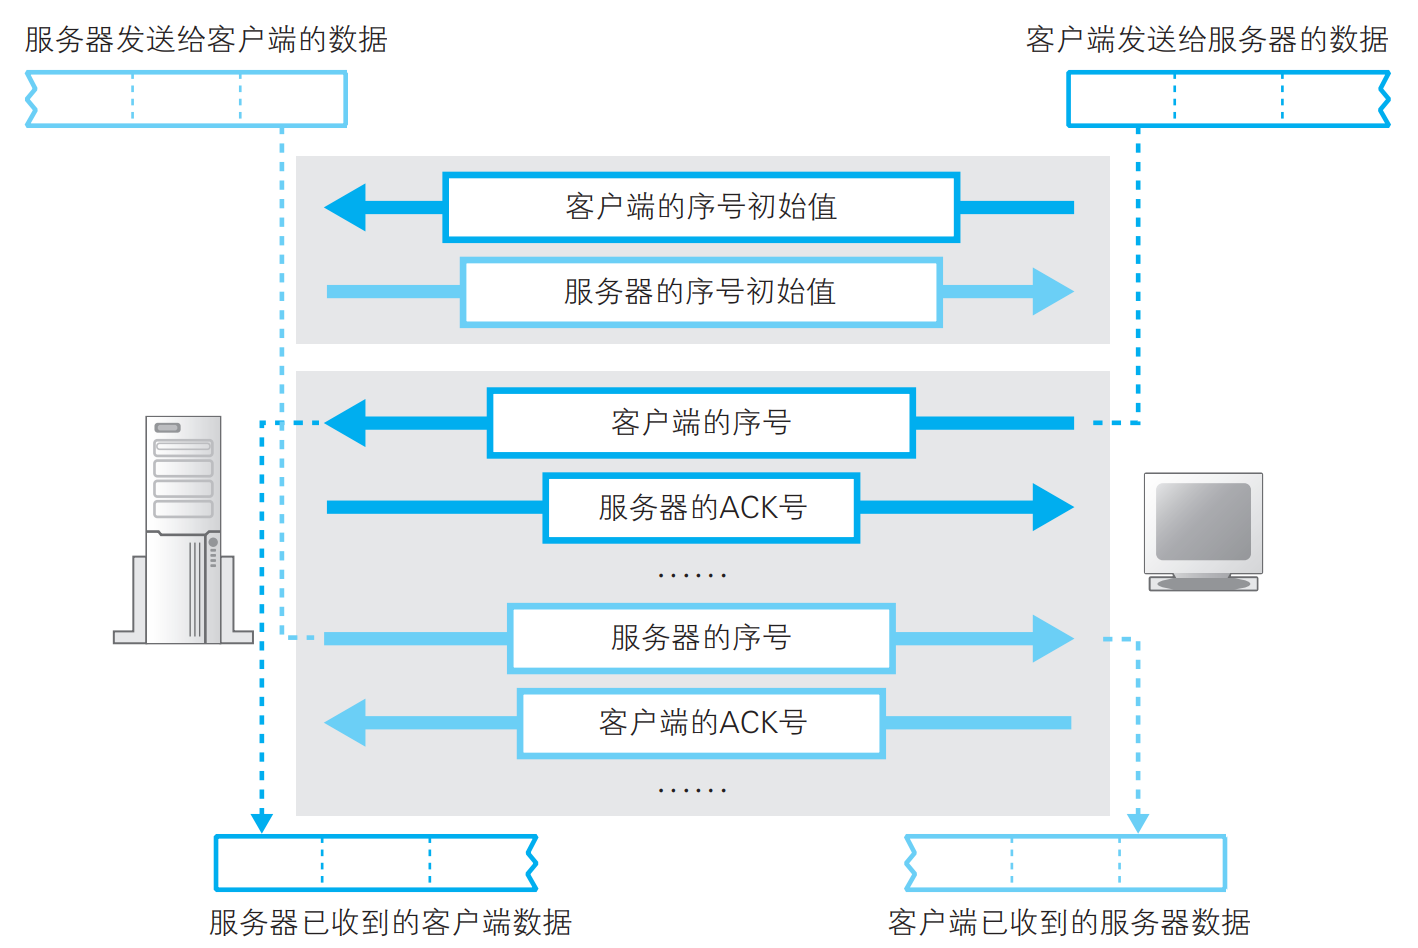 服务器发送给客户端的数据
客户端发送给服务器的数据
客户端的序号初始值
服务器的序号初始值
客户端的序号
服务器的ACK号
······
服务器的序号
客户端的ACK号
······
服务器已收到的客户端数据
客户端已收到的服务器数据